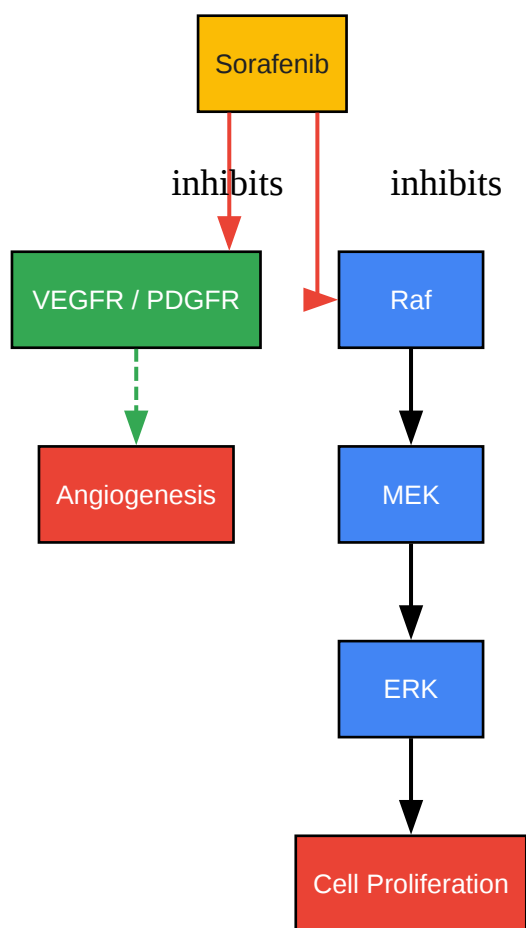 Sorafenib
inhibits
inhibits
VEGFR / PDGFR
Raf
Angiogenesis
MEK
ERK
Cell Proliferation